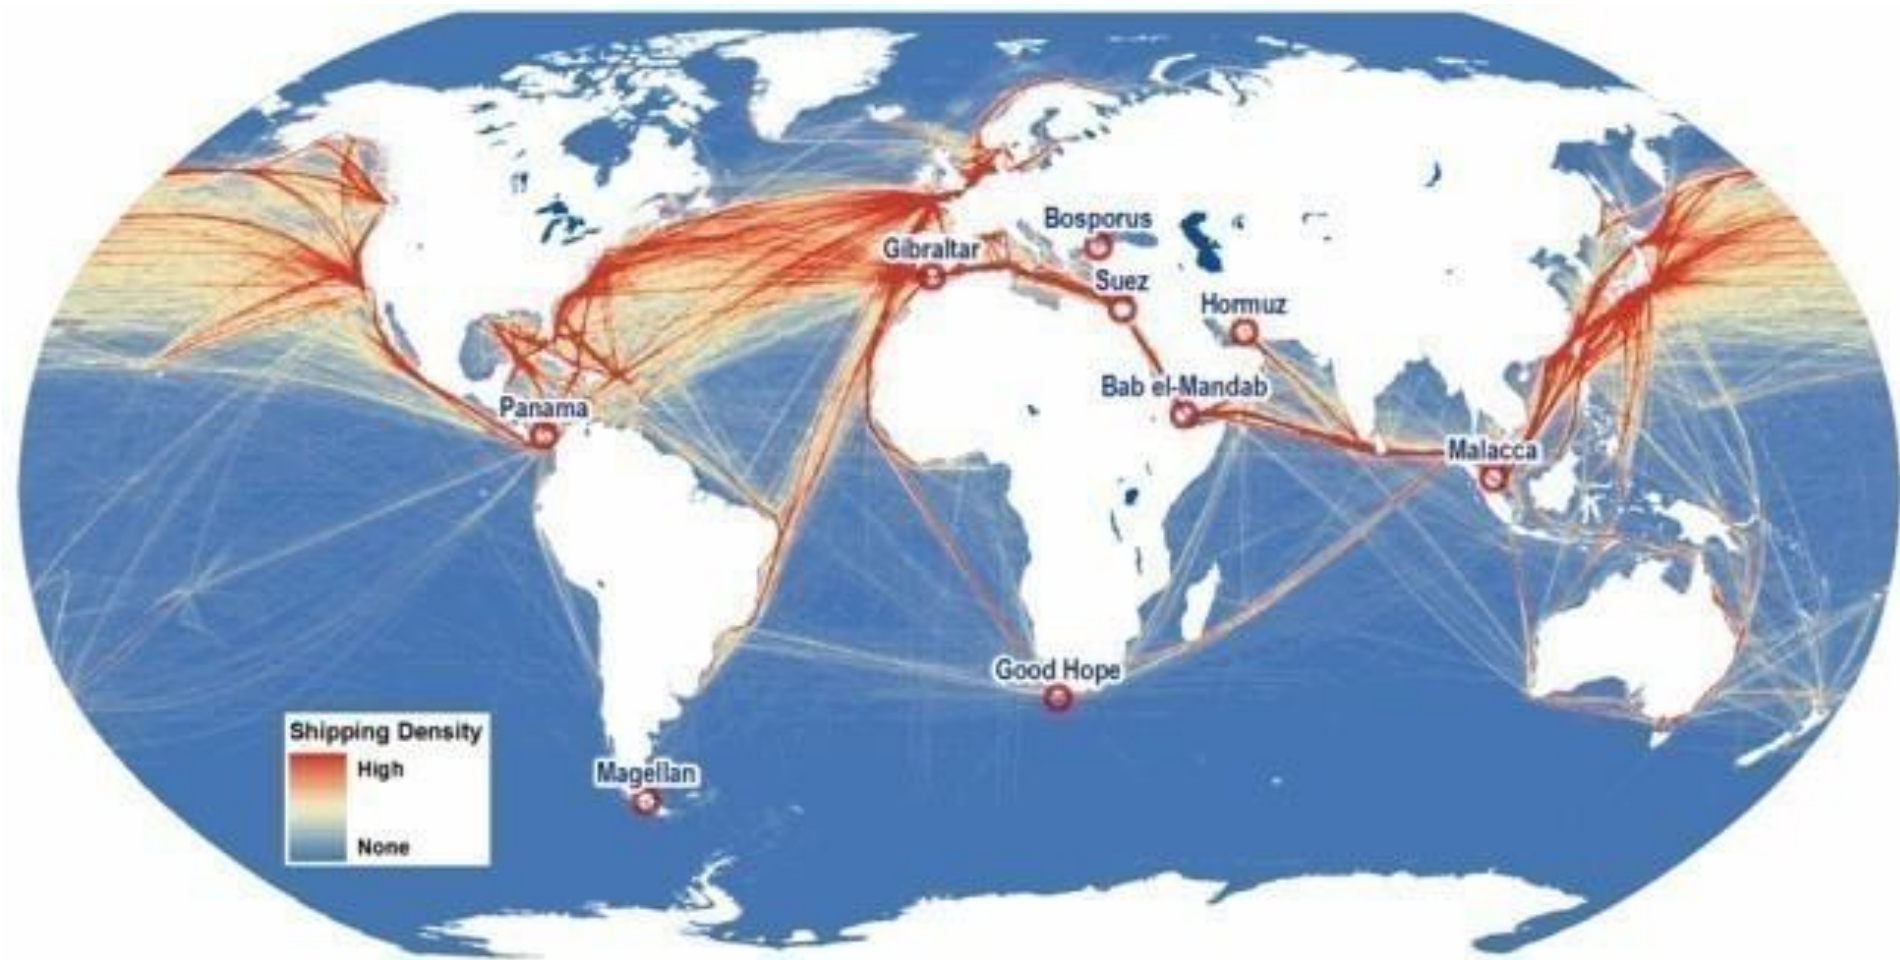 Bosporus
Gibraltar
Suez
Hormuz
Bab el-Mandab
Panama
Malacca
Good Hope
Shipping Density
High
None
Magellan